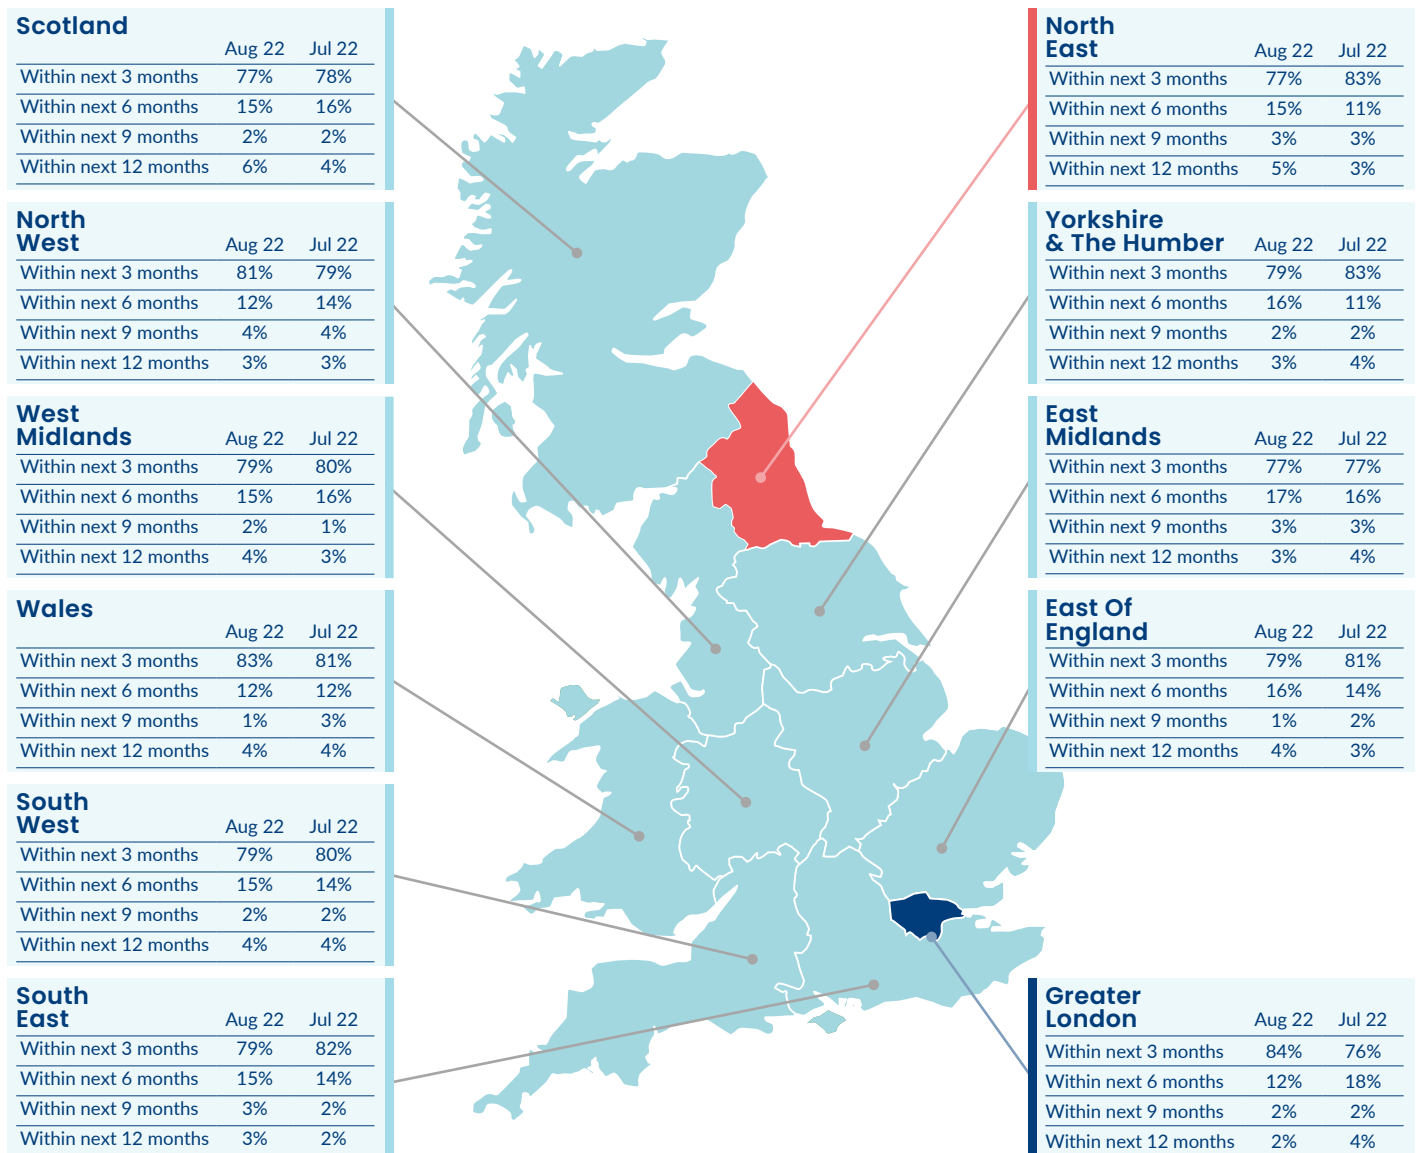 Scotland
Aug 22 Jul 22
Within next 3 months 77% 78%
Within next 6 months 15% 16%
Within next 9 months 2% 2%
Within next 12 months 6% 4%
North
West Aug 22 Jul 22
Within next 3 months 81% 79%
Within next 6 months 12% 14%
Within next 9 months 4% 4%
Within next 12 months 3% 3%
West
Midlands Aug 22 Jul 22
Within next 3 months 79% 80%
Within next 6 months 15% 16%
Within next 9 months 2% 1%
Within next 12 months 4% 3%
Wales
Aug 22 Jul 22
Within next 3 months 83% 81%
Within next 6 months 12% 12%
Within next 9 months 1% 3%
Within next 12 months 4% 4%
South
West Aug 22 Jul 22
Within next 3 months 79% 80%
Within next 6 months 15% 14%
Within next 9 months 2% 2%
Within next 12 months 4% 4%
South
East Aug 22 Jul 22
Within next 3 months 79% 82%
Within next 6 months 15% 14%
Within next 9 months 3% 2%
Within next 12 months 3% 2%
North
East Aug 22 Jul 22
Within next 3 months 77% 83%
Within next 6 months 15% 11%
Within next 9 months 3% 3%
Within next 12 months 5% 3%
Yorkshire
& The Humber Aug 22 Jul 22
Within next 3 months 79% 83%
Within next 6 months 16% 11%
Within next 9 months 2% 2%
Within next 12 months 3% 4%
East
Midlands Aug 22 Jul 22
Within next 3 months 77% 77%
Within next 6 months 17% 16%
Within next 9 months 3% 3%
Within next 12 months 3% 4%
East Of
England Aug 22 Jul 22
Within next 3 months 79% 81%
Within next 6 months 16% 14%
Within next 9 months 1% 2%
Within next 12 months 4% 3%
Greater
London Aug 22 Jul 22
Within next 3 months 84% 76%
Within next 6 months 12% 18%
Within next 9 months 2% 2%
Within next 12 months 2% 4%